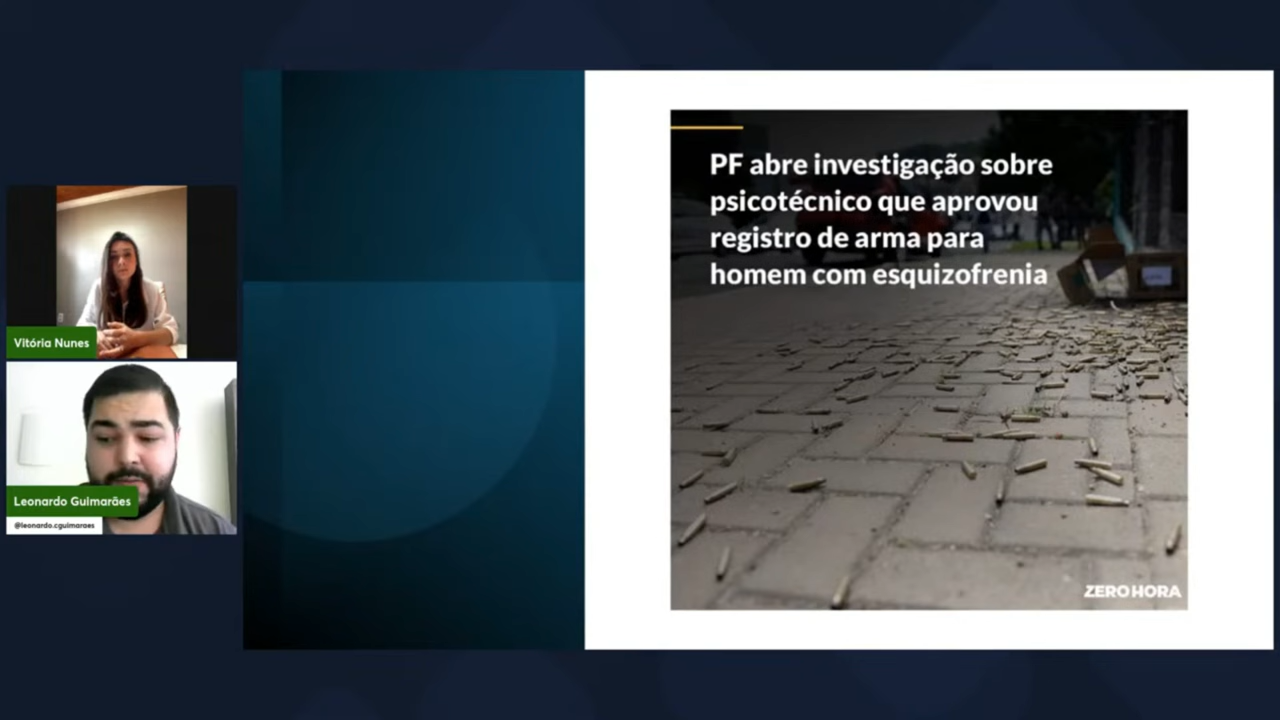 Vitória Nunes
Leonardo Guimarães
@leonardo.cguimaraes
PF abre investigação sobre
psicotécnico que aprovou
registro de arma para
homem com esquizofrenia
ZERO HORA